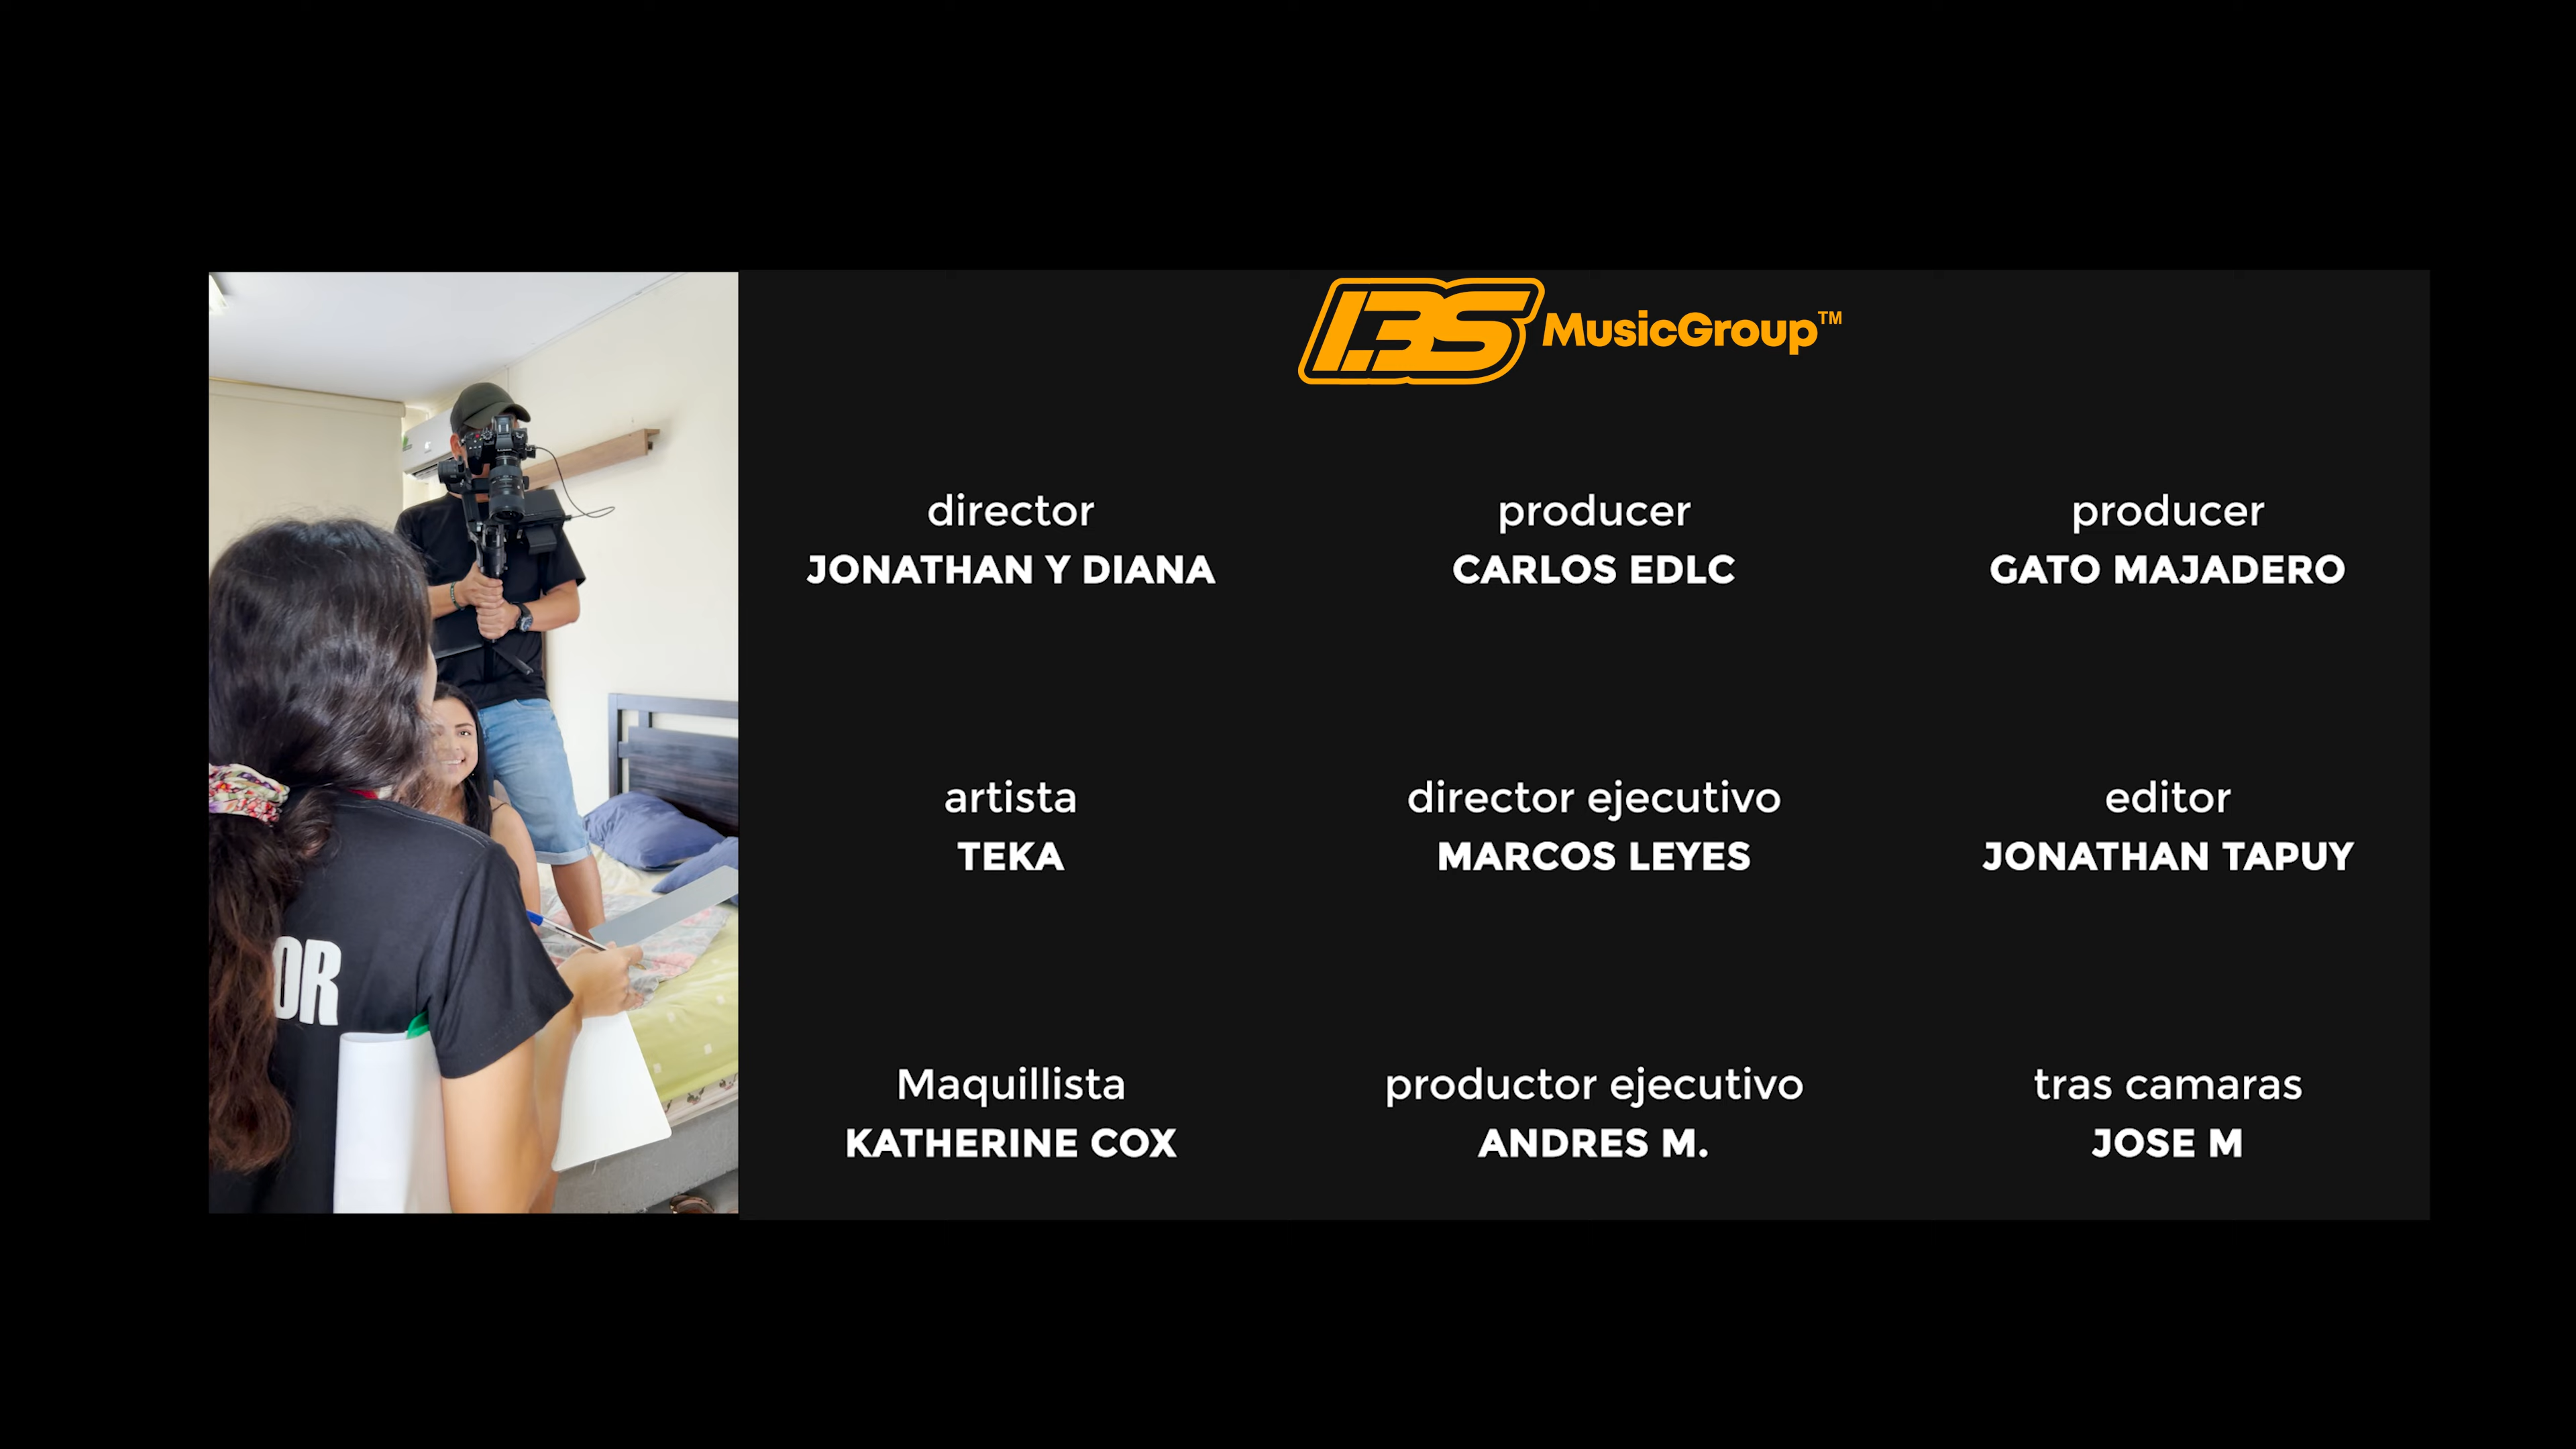 OR
I.BS MusicGroup™
director
JONATHAN Y DIANA
producer
CARLOS EDLC
producer
GATO MAJADERO
artista
TEKA
director ejecutivo
MARCOS LEYES
editor
JONATHAN TAPUY
Maquillista
KATHERINE COX
productor ejecutivo
ANDRES M.
tras camaras
JOSE M